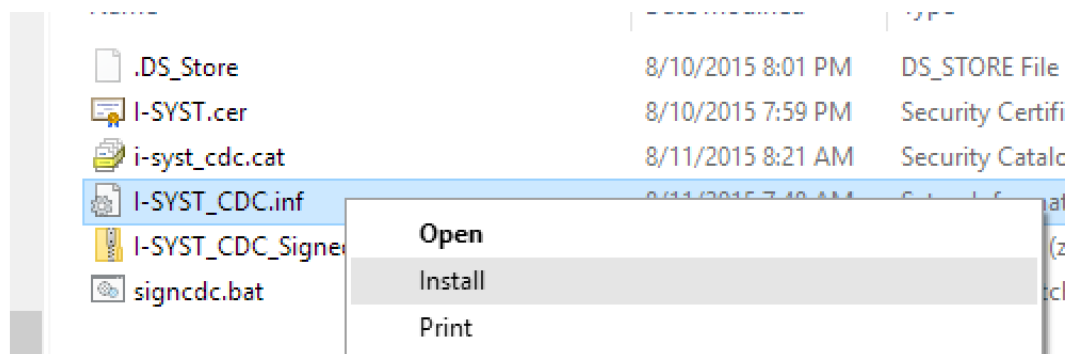 .DS_Store 8/10/2015 8:01 PM DS_STORE File
I-SYST.cer 8/10/2015 7:59 PM Security Certifi
i-syst_cdc.cat 8/11/2015 8:21 AM Security Catalo
I-SYST_CDC.inf
I-SYST_CDC_Signe
signcdc.bat
Open
Install
Print